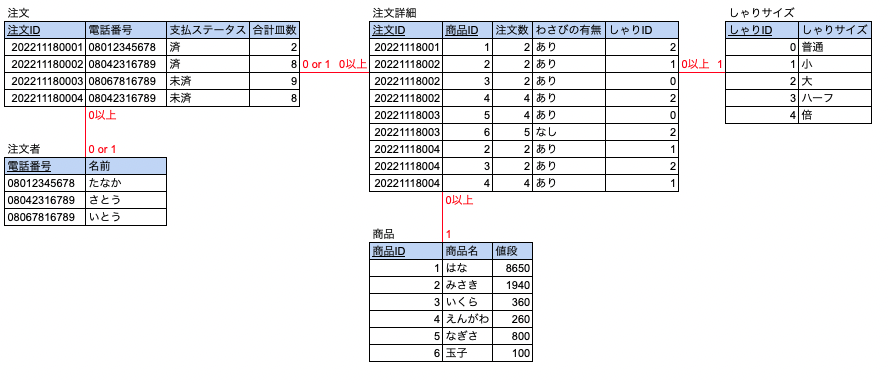 注文
注文ID 電話番号 支払ステータス 合計皿数
202211180001 08012345678 済 2
202211180002 08042316789 済 8
202211180003 08067816789 未済 9
202211180004 08042316789 未済 8
0 or 1 0以上
注文詳細
注文ID 商品ID 注文数 わさびの有無 しゃりID
20221118001 1 2 あり 2
20221118002 2 2 あり 1
20221118002 3 2 あり 0
20221118002 4 4 あり 2
20221118003 5 4 あり 0
20221118003 6 5 なし 2
20221118004 2 2 あり 1
20221118004 3 2 あり 2
20221118004 4 4 あり 1
0以上 1
しゃりサイズ
しゃりID しゃりサイズ
0 普通
1 小
2 大
3 ハーフ
4 倍
0以上
0 or 1
注文者
電話番号 名前
08012345678 たなか
08042316789 さとう
08067816789 いとう
0以上
1
商品
商品ID 商品名 値段
1 はな 8650
2 みさき 1940
3 いくら 360
4 えんがわ 260
5 なぎさ 800
6 玉子 100